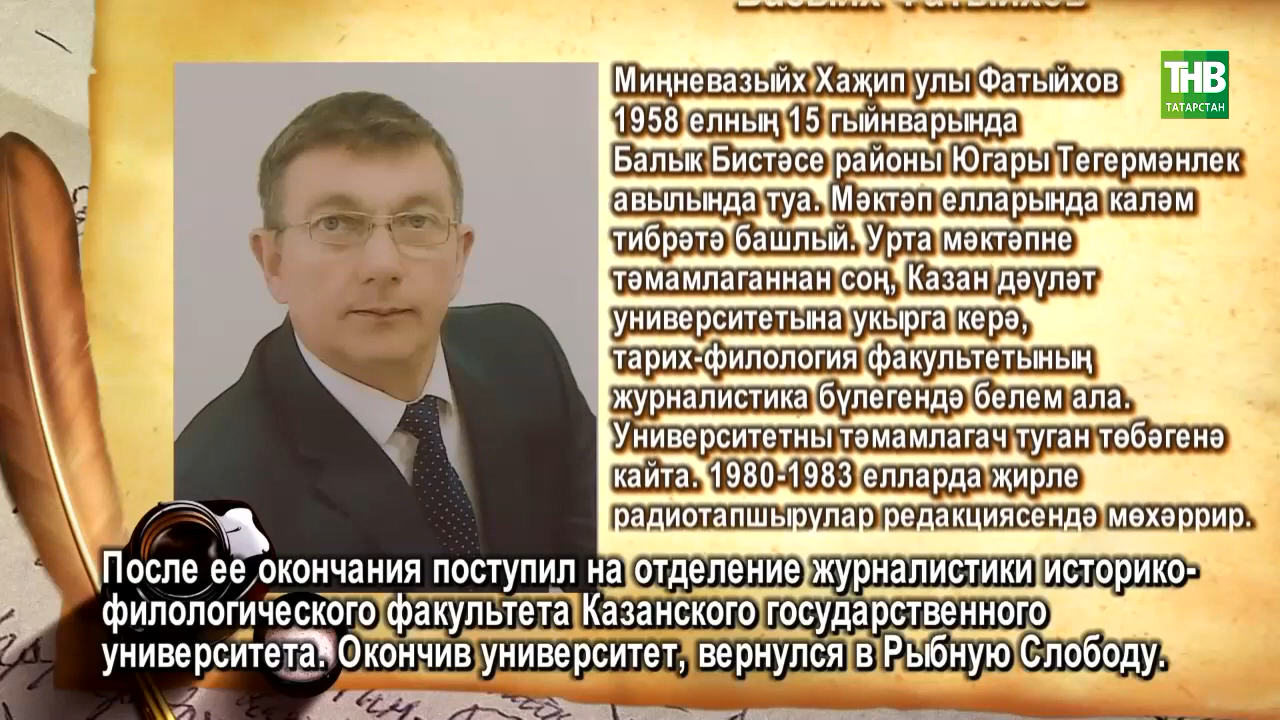 Миңневазыйх Хаҗип улы Фатыйхов
1958 елның 15 гыйнварында
Балык Бистәсе районы Югары Тегермәнлек
авылында туа. Мәктәп елларында каләм
тибрәтә башлый. Урта мәктәпне
тәмамлаганнан соң, Казан дәүләт
университетына укырга керә,
тарих-филология факультетының
журналистика бүлегендә белем ала.
Университетны тәмамлагач туган төбәгенә
кайта. 1980-1983 елларда җирле
радиотапшырулар редакциясендә мөхәррир.
ТНВ
ТАТАРСТАН
После ее окончания поступил на отделение журналистики историко-
филологического факультета Казанского государственного
университета. Окончив университет, вернулся в Рыбную Слободу.